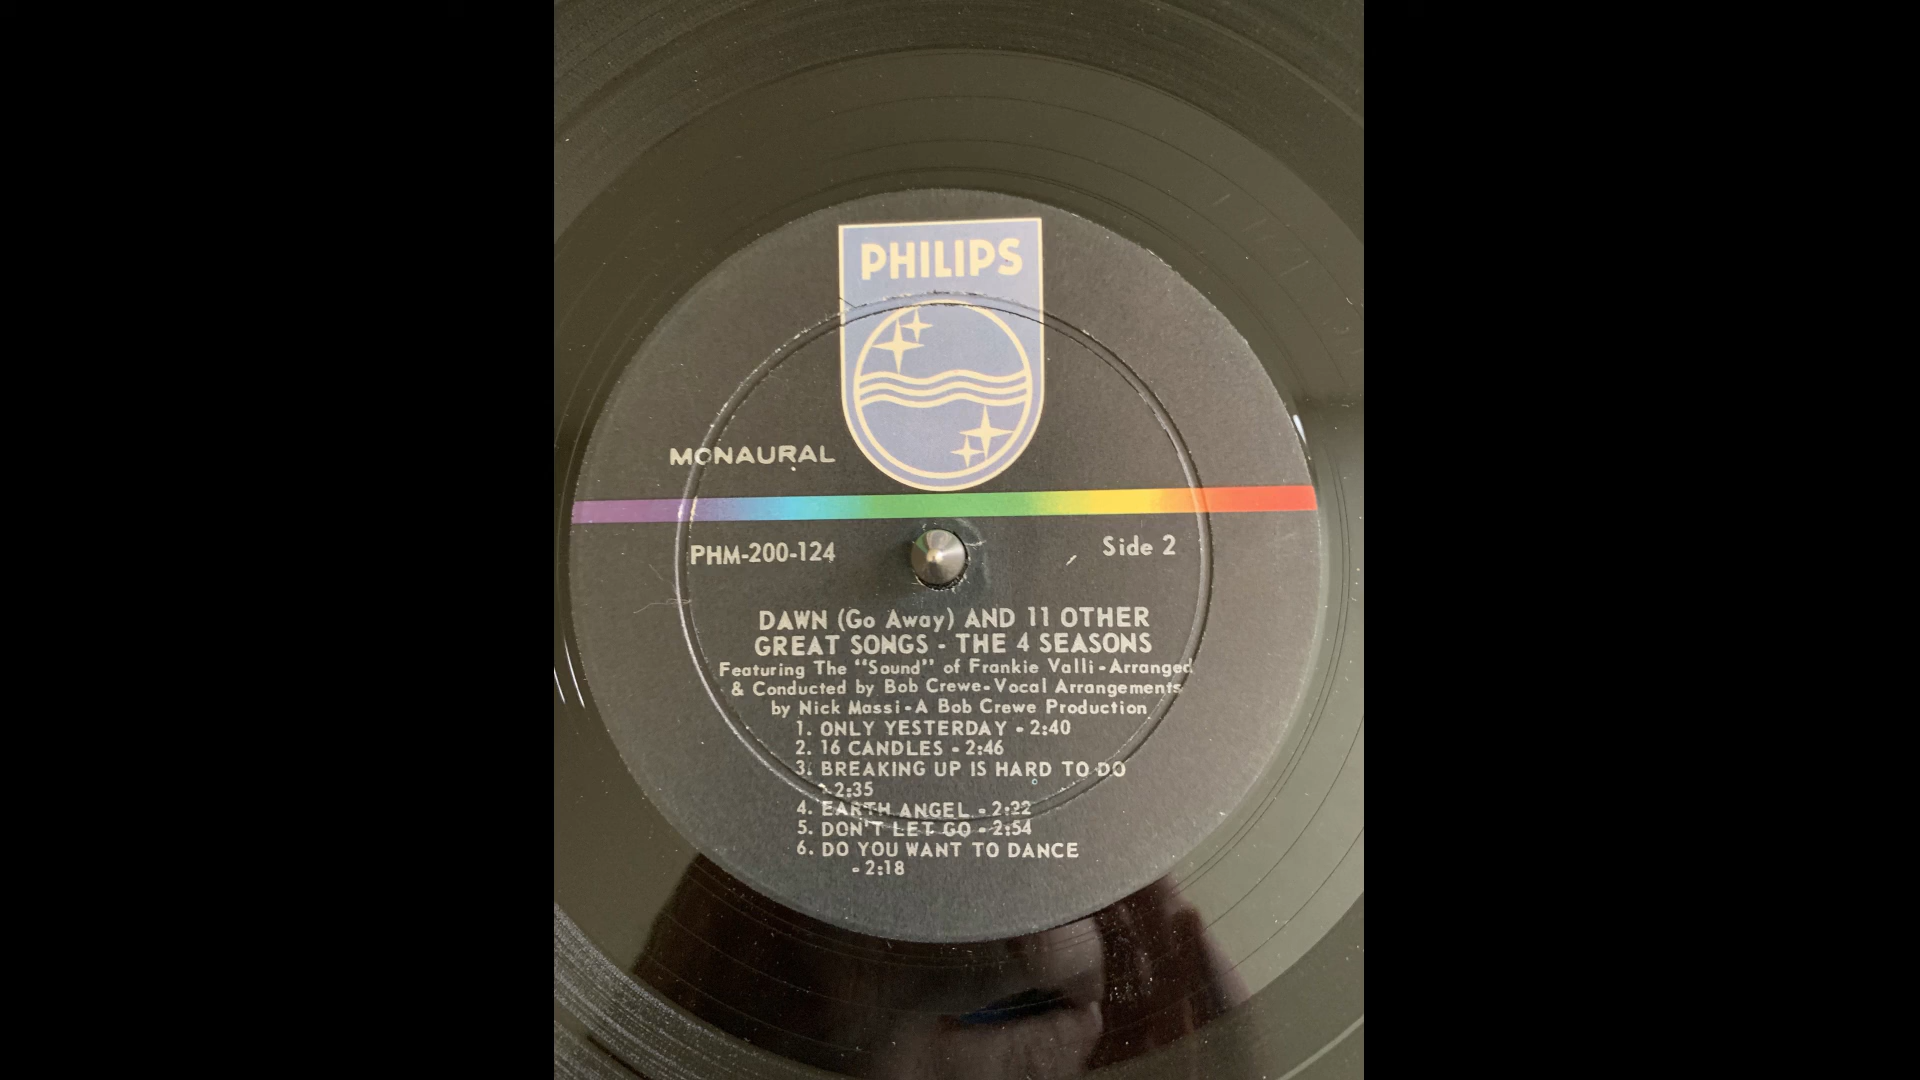 PHILIPS
MONAURAL
PHM-200-124
Side 2
DAWN (Go Away) AND 11 OTHER
GREAT SONGS - THE 4 SEASONS
Featuring The "Sound" of Frankie Valli - Arranged
& Conducted by Bob Crewe - Vocal Arrangements
by Nick Massi - A Bob Crewe Production
1. ONLY YESTERDAY - 2:40
2. 16 CANDLES - 2:46
3. BREAKING UP IS HARD TO DO
- 2:35
4. EARTH ANGEL - 2:22
5. DON'T LET GO - 2:54
6. DO YOU WANT TO DANCE
- 2:18